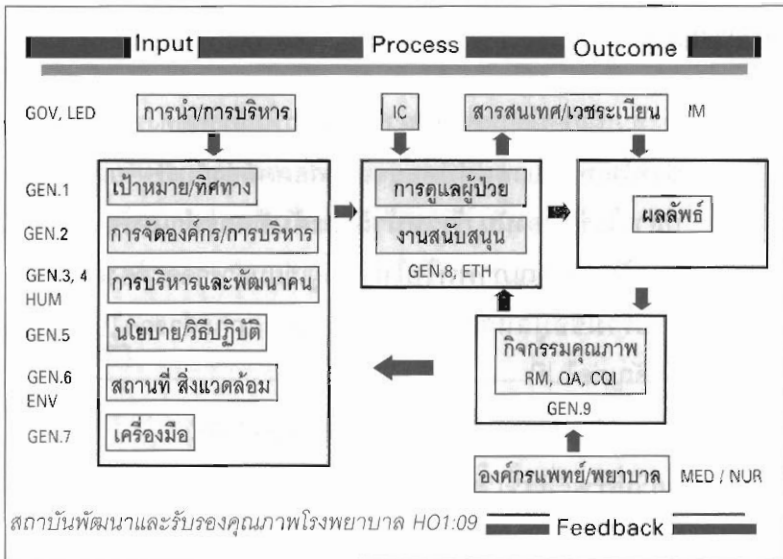 Input Process Outcome
GOV, LED การนำ/การบริหาร IC สารสนเทศ/เวชระเบียน IM
GEN.1 เป้าหมาย/ทิศทาง
GEN.2 การจัดองค์กร/การบริหาร
GEN.3, 4 HUM การบริหารและพัฒนาคน
GEN.5 นโยบาย/วิธีปฏิบัติ
GEN.6 ENV สถานที่ สิ่งแวดล้อม
GEN.7 เครื่องมือ
การดูแลผู้ป่วย
งานสนับสนุน
GEN.8, ETH
ผลลัพธ์
กิจกรรมคุณภาพ
RM, QA, CQI
GEN.9
องค์กรแพทย์/พยาบาล MED / NUR
สถาบันพัฒนาและรับรองคุณภาพโรงพยาบาล HO1:09 Feedback